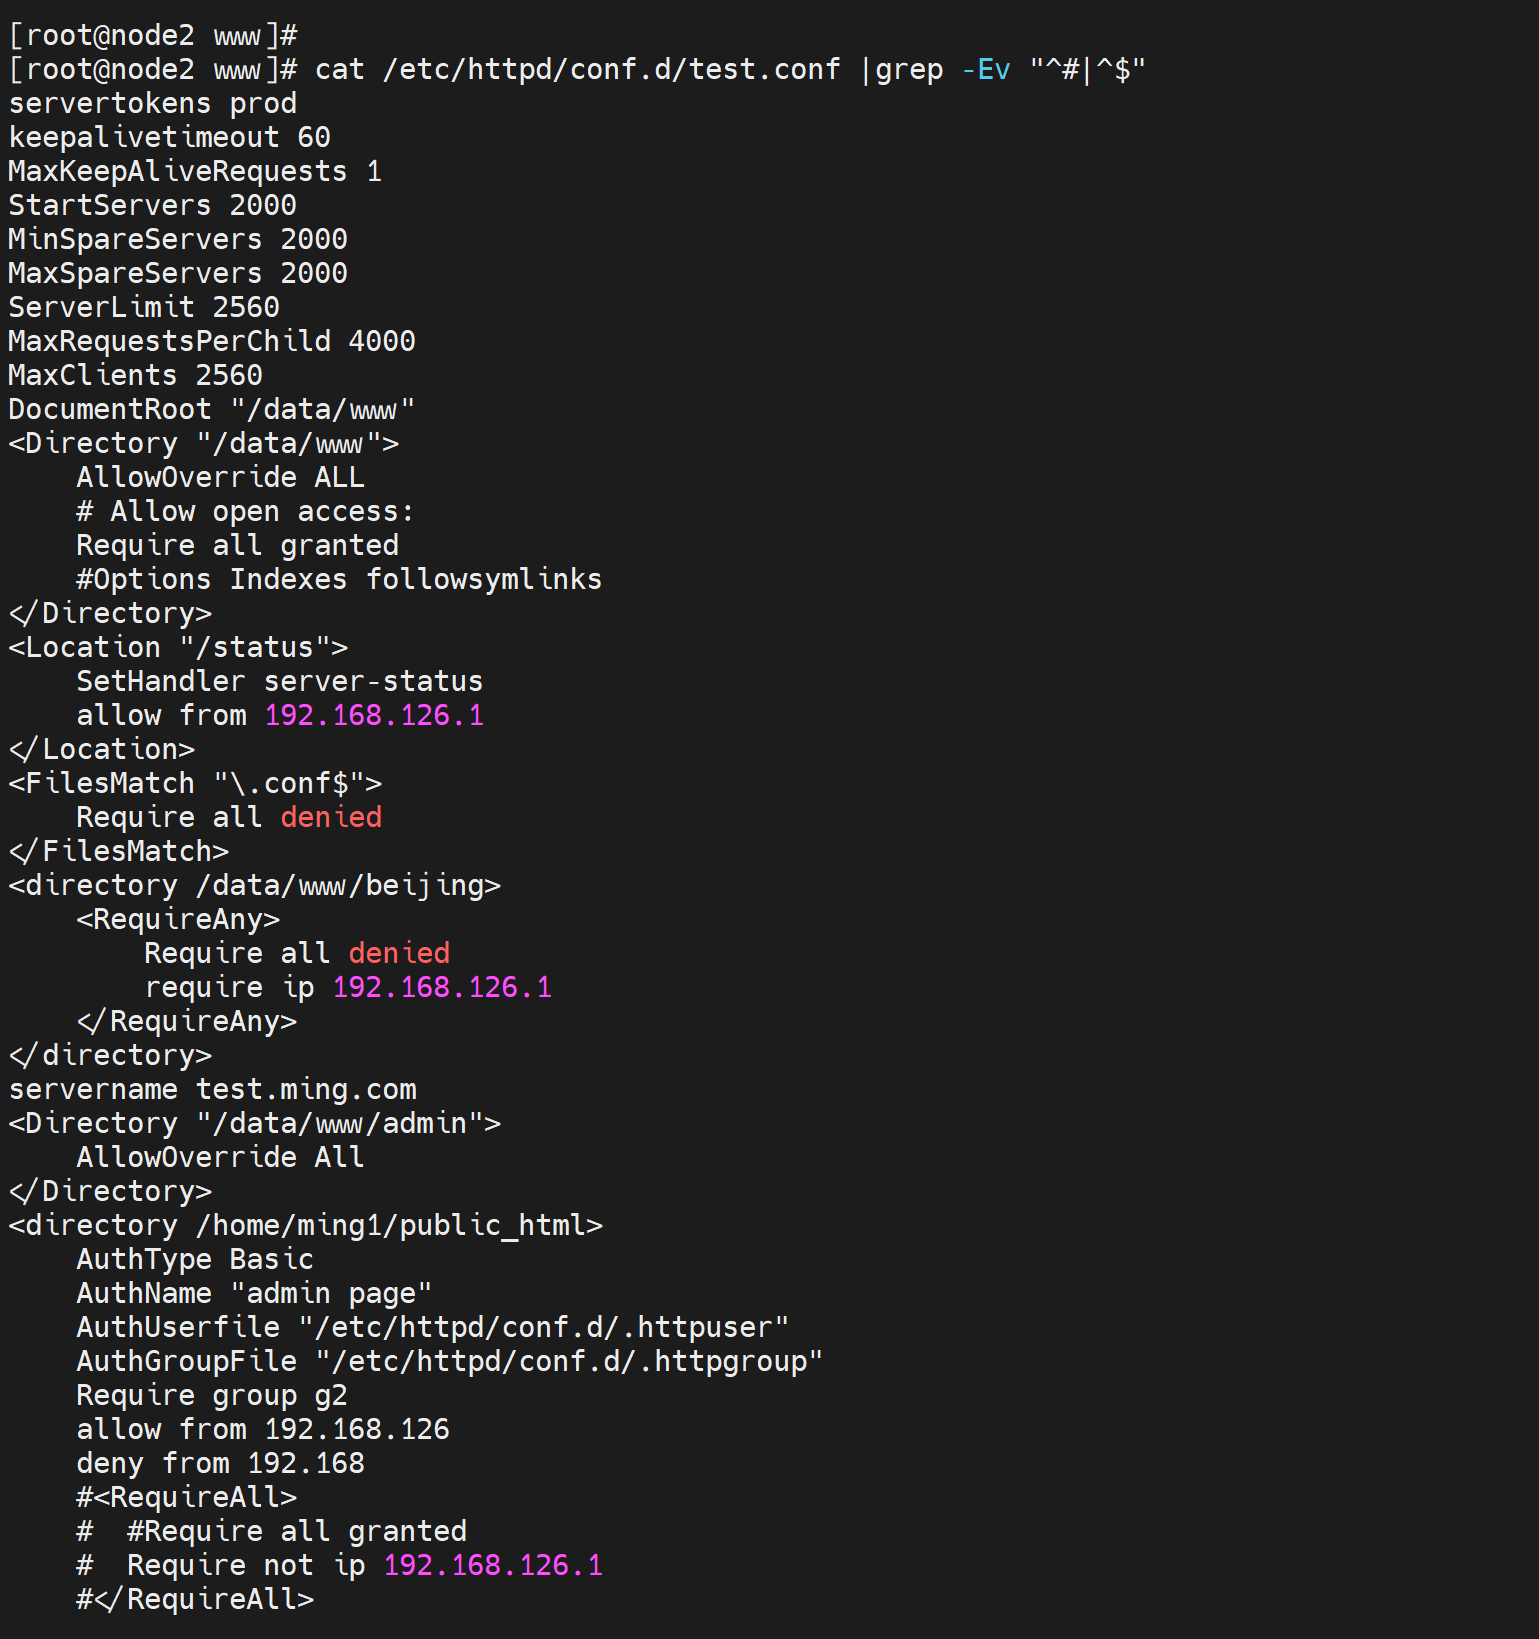 [root@node2 www]#
[root@node2 www]# cat /etc/httpd/conf.d/test.conf |grep -Ev "^#|^$"
servertokens prod
keepalivetimeout 60
MaxKeepAliveRequests 1
StartServers 2000
MinSpareServers 2000
MaxSpareServers 2000
ServerLimit 2560
MaxRequestsPerChild 4000
MaxClients 2560
DocumentRoot "/data/www"
<Directory "/data/www">
    AllowOverride ALL
    # Allow open access:
    Require all granted
    #Options Indexes followsymlinks
</Directory>
<Location "/status">
    SetHandler server-status
    allow from 192.168.126.1
</Location>
<FilesMatch "\.conf$">
    Require all denied
</FilesMatch>
<directory /data/www/beijing>
    <RequireAny>
        Require all denied
        require ip 192.168.126.1
    </RequireAny>
</directory>
servername test.ming.com
<Directory "/data/www/admin">
    AllowOverride All
</Directory>
<directory /home/ming1/public_html>
    AuthType Basic
    AuthName "admin page"
    AuthUserfile "/etc/httpd/conf.d/.httpuser"
    AuthGroupFile "/etc/httpd/conf.d/.httpgroup"
    Require group g2
    allow from 192.168.126
    deny from 192.168
    #<RequireAll>
    #  #Require all granted
    #  Require not ip 192.168.126.1
    #</RequireAll>